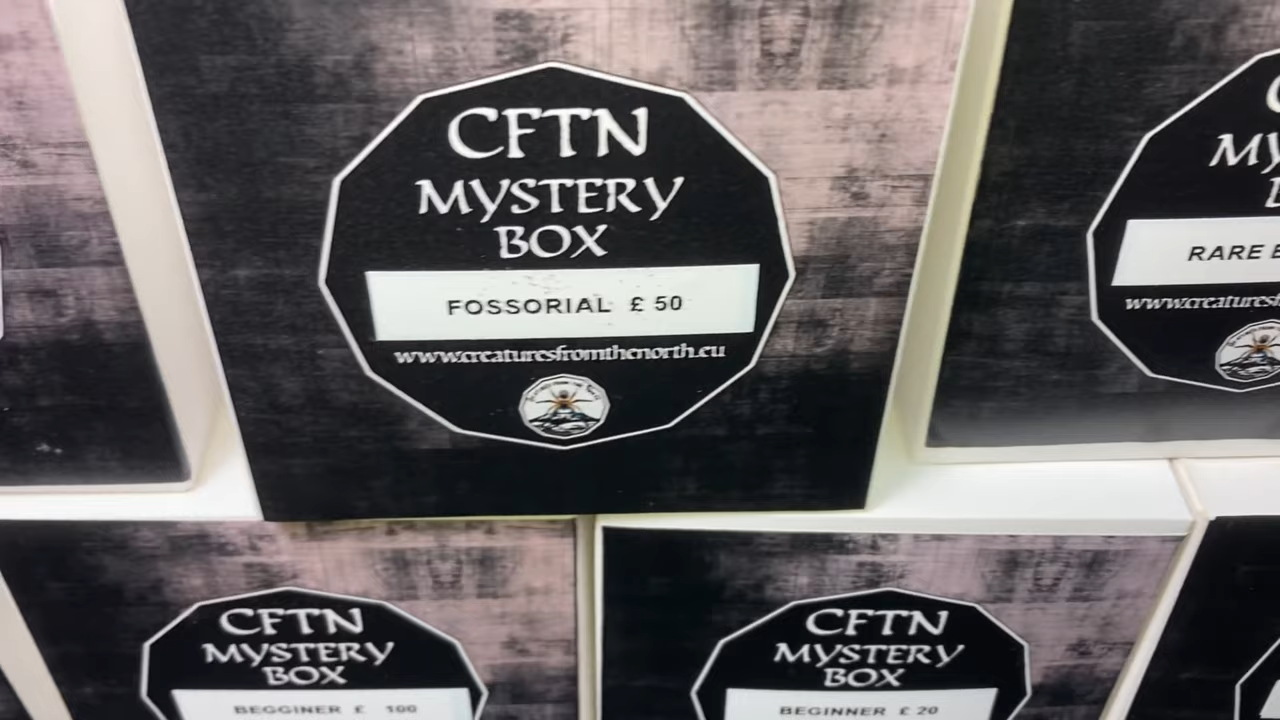 CFTN
MYSTERY
BOX
FOSSORIAL £ 50
www.creaturesfromthenorth.eu
RARE
CFTN
MYSTERY
BOX
BEGGINER £ 100
CFTN
MYSTERY
BOX
BEGINNER £ 20